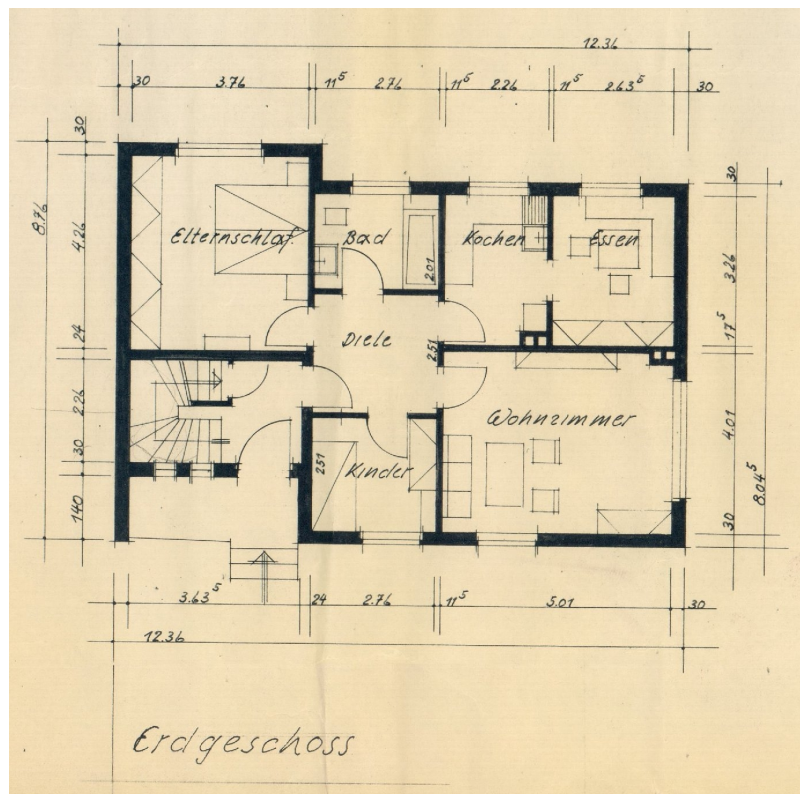 12.36
30 3.76 11⁵ 2.76 11⁵ 2.26 11⁵ 2.63⁵ 30
30
8.76
4.26
24
2.26
30
140
30
3.26
17⁵
4.01
30
8.04⁵
Elternschlaf.
Bad
Kochen
Essen
2.01
Diele
2.51
Wohnzimmer
2.51
Kinder
3.63⁵ 24 2.76 11⁵ 5.01 30
12.36
Erdgeschoss